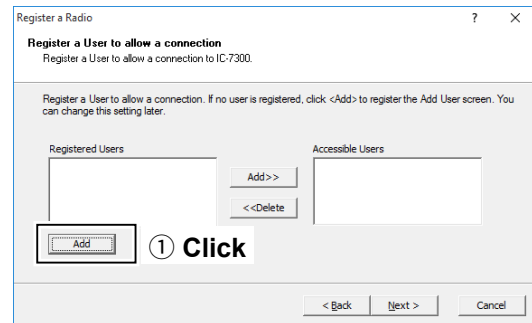 Register a Radio ? ×
Register a User to allow a connection
Register a User to allow a connection to IC-7300.
Register a User to allow a connection. If no user is registered, click <Add> to register the Add User screen. You
can change this setting later.
Registered Users
Accessible Users
Add>>
<<Delete
Add
① Click
< Back
Next >
Cancel